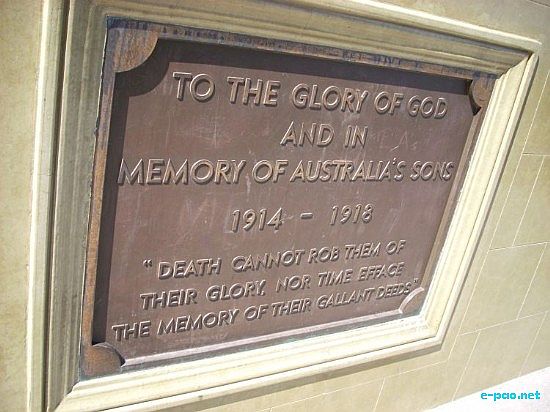 TO THE GLORY OF GOD
AND IN
MEMORY OF AUSTRALIA'S SONS
1914 - 1918
"DEATH CANNOT ROB THEM OF
THEIR GLORY, NOR TIME EFFACE
THE MEMORY OF THEIR GALLANT DEEDS"
e-pao.net